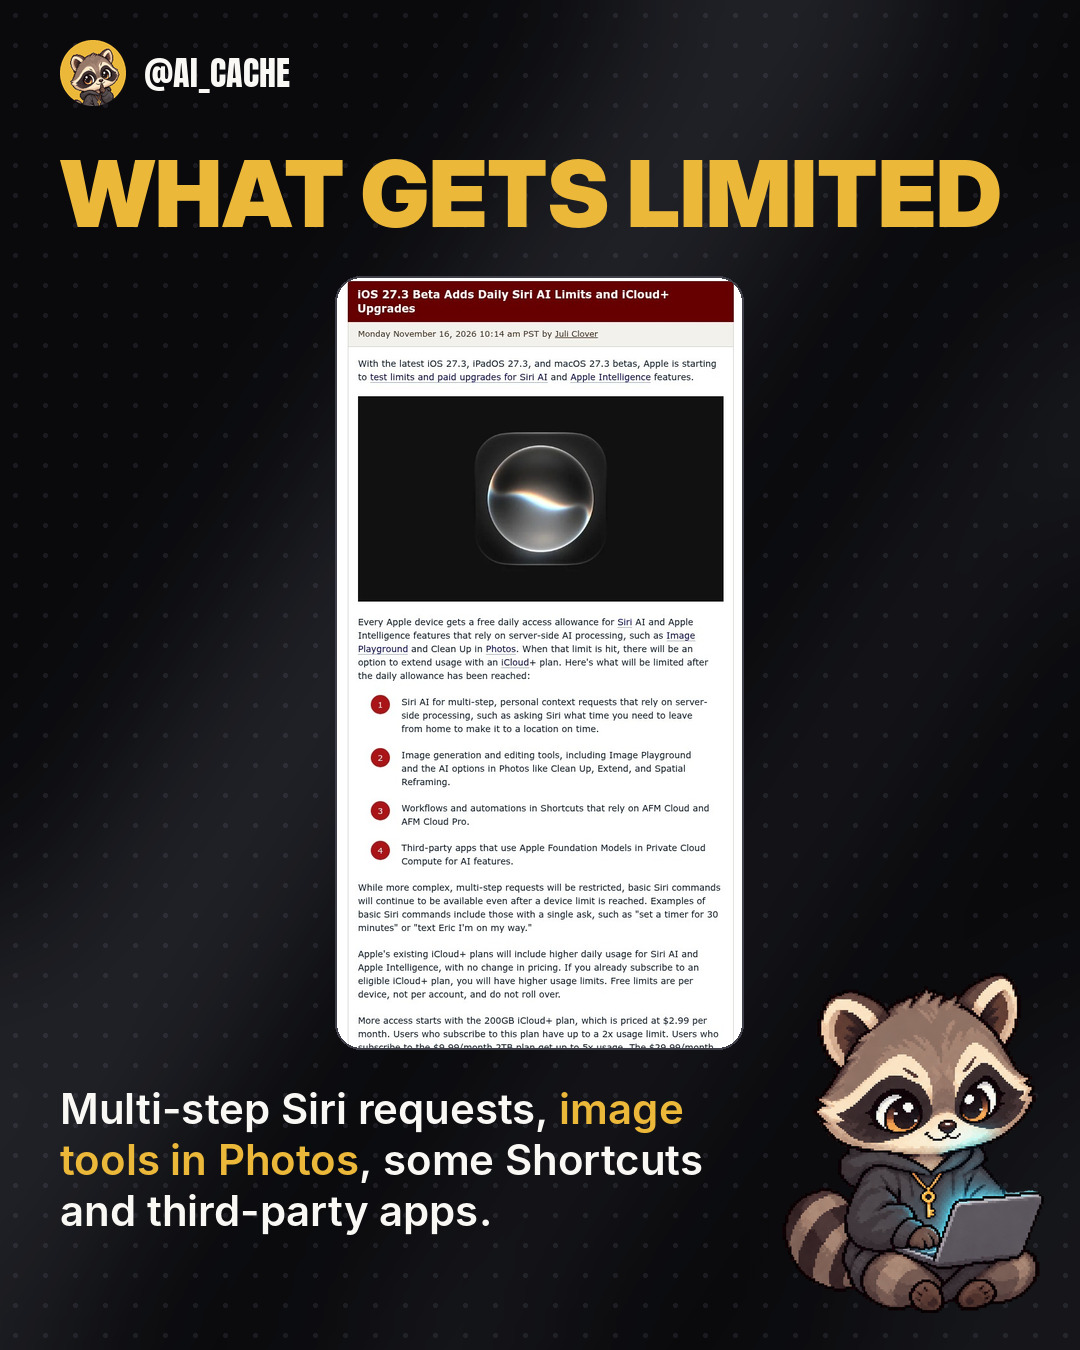 @AI_CACHE
WHAT GETS LIMITED
iOS 27.3 Beta Adds Daily Siri AI Limits and iCloud+
Upgrades
Monday November 16, 2026 10:14 am PST by Juli Clover
With the latest iOS 27.3, iPadOS 27.3, and macOS 27.3 betas, Apple is starting
to test limits and paid upgrades for Siri AI and Apple Intelligence features.
Every Apple device gets a free daily access allowance for Siri AI and Apple
Intelligence features that rely on server-side AI processing, such as Image
Playground and Clean Up in Photos. When that limit is hit, there will be an
option to extend usage with an iCloud+ plan. Here's what will be limited after
the daily allowance has been reached:
1 Siri AI for multi-step, personal context requests that rely on server-
side processing, such as asking Siri what time you need to leave
from home to make it to a location on time.
2 Image generation and editing tools, including Image Playground
and the AI options in Photos like Clean Up, Extend, and Spatial
Reframing.
3 Workflows and automations in Shortcuts that rely on AFM Cloud and
AFM Cloud Pro.
4 Third-party apps that use Apple Foundation Models in Private Cloud
Compute for AI features.
While more complex, multi-step requests will be restricted, basic Siri commands
will continue to be available even after a device limit is reached. Examples of
basic Siri commands include those with a single ask, such as "set a timer for 30
minutes" or "text Eric I'm on my way."
Apple's existing iCloud+ plans will include higher daily usage for Siri AI and
Apple Intelligence, with no change in pricing. If you already subscribe to an
eligible iCloud+ plan, you will have higher usage limits. Free limits are per
device, not per account, and do not roll over.
More access starts with the 200GB iCloud+ plan, which is priced at $2.99 per
month. Users who subscribe to this plan have up to a 2x usage limit. Users who
subscribe to the $9.99/month 2TB plan get up to 5x usage. The $29.99/month
Multi-step Siri requests, image
tools in Photos, some Shortcuts
and third-party apps.